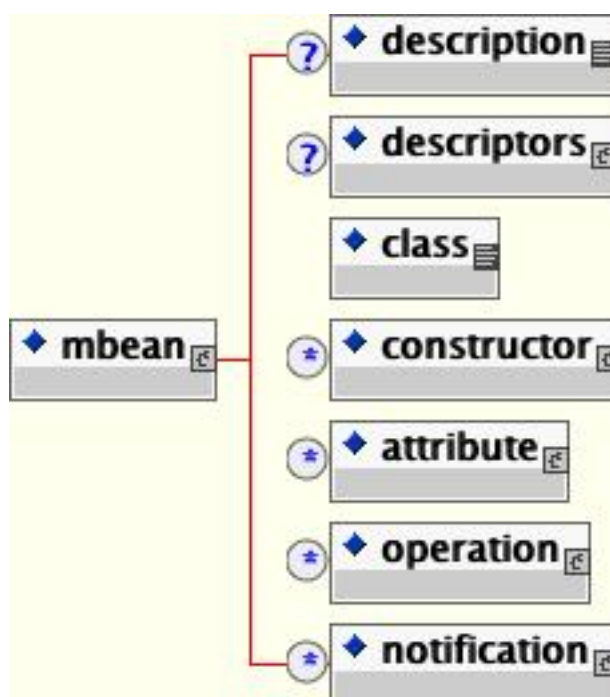 ? description
? descriptors
class
mbean
* constructor
* attribute
* operation
* notification